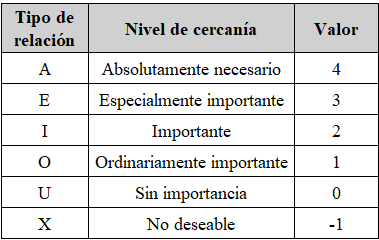 Tipo de relación Nivel de cercanía Valor
A Absolutamente necesario 4
E Especialmente importante 3
I Importante 2
O Ordinariamente importante 1
U Sin importancia 0
X No deseable -1